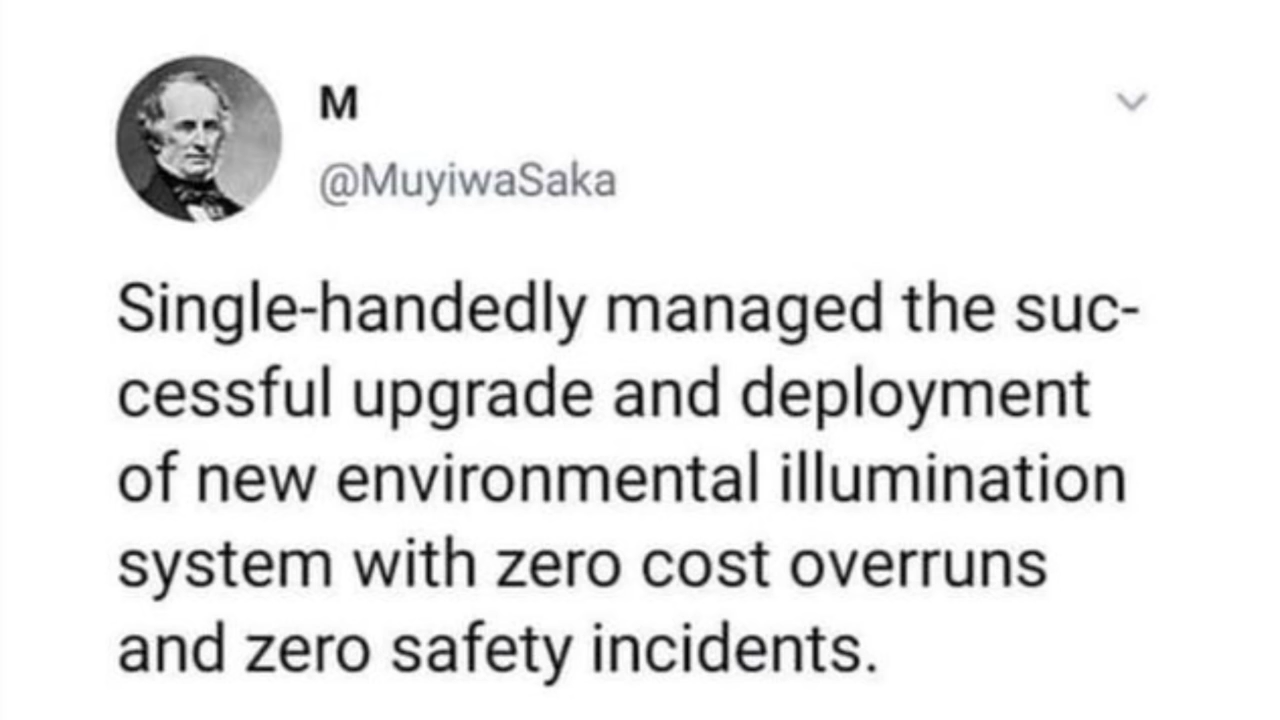 M
@MuyiwaSaka
Single-handedly managed the suc-
cessful upgrade and deployment
of new environmental illumination
system with zero cost overruns
and zero safety incidents.